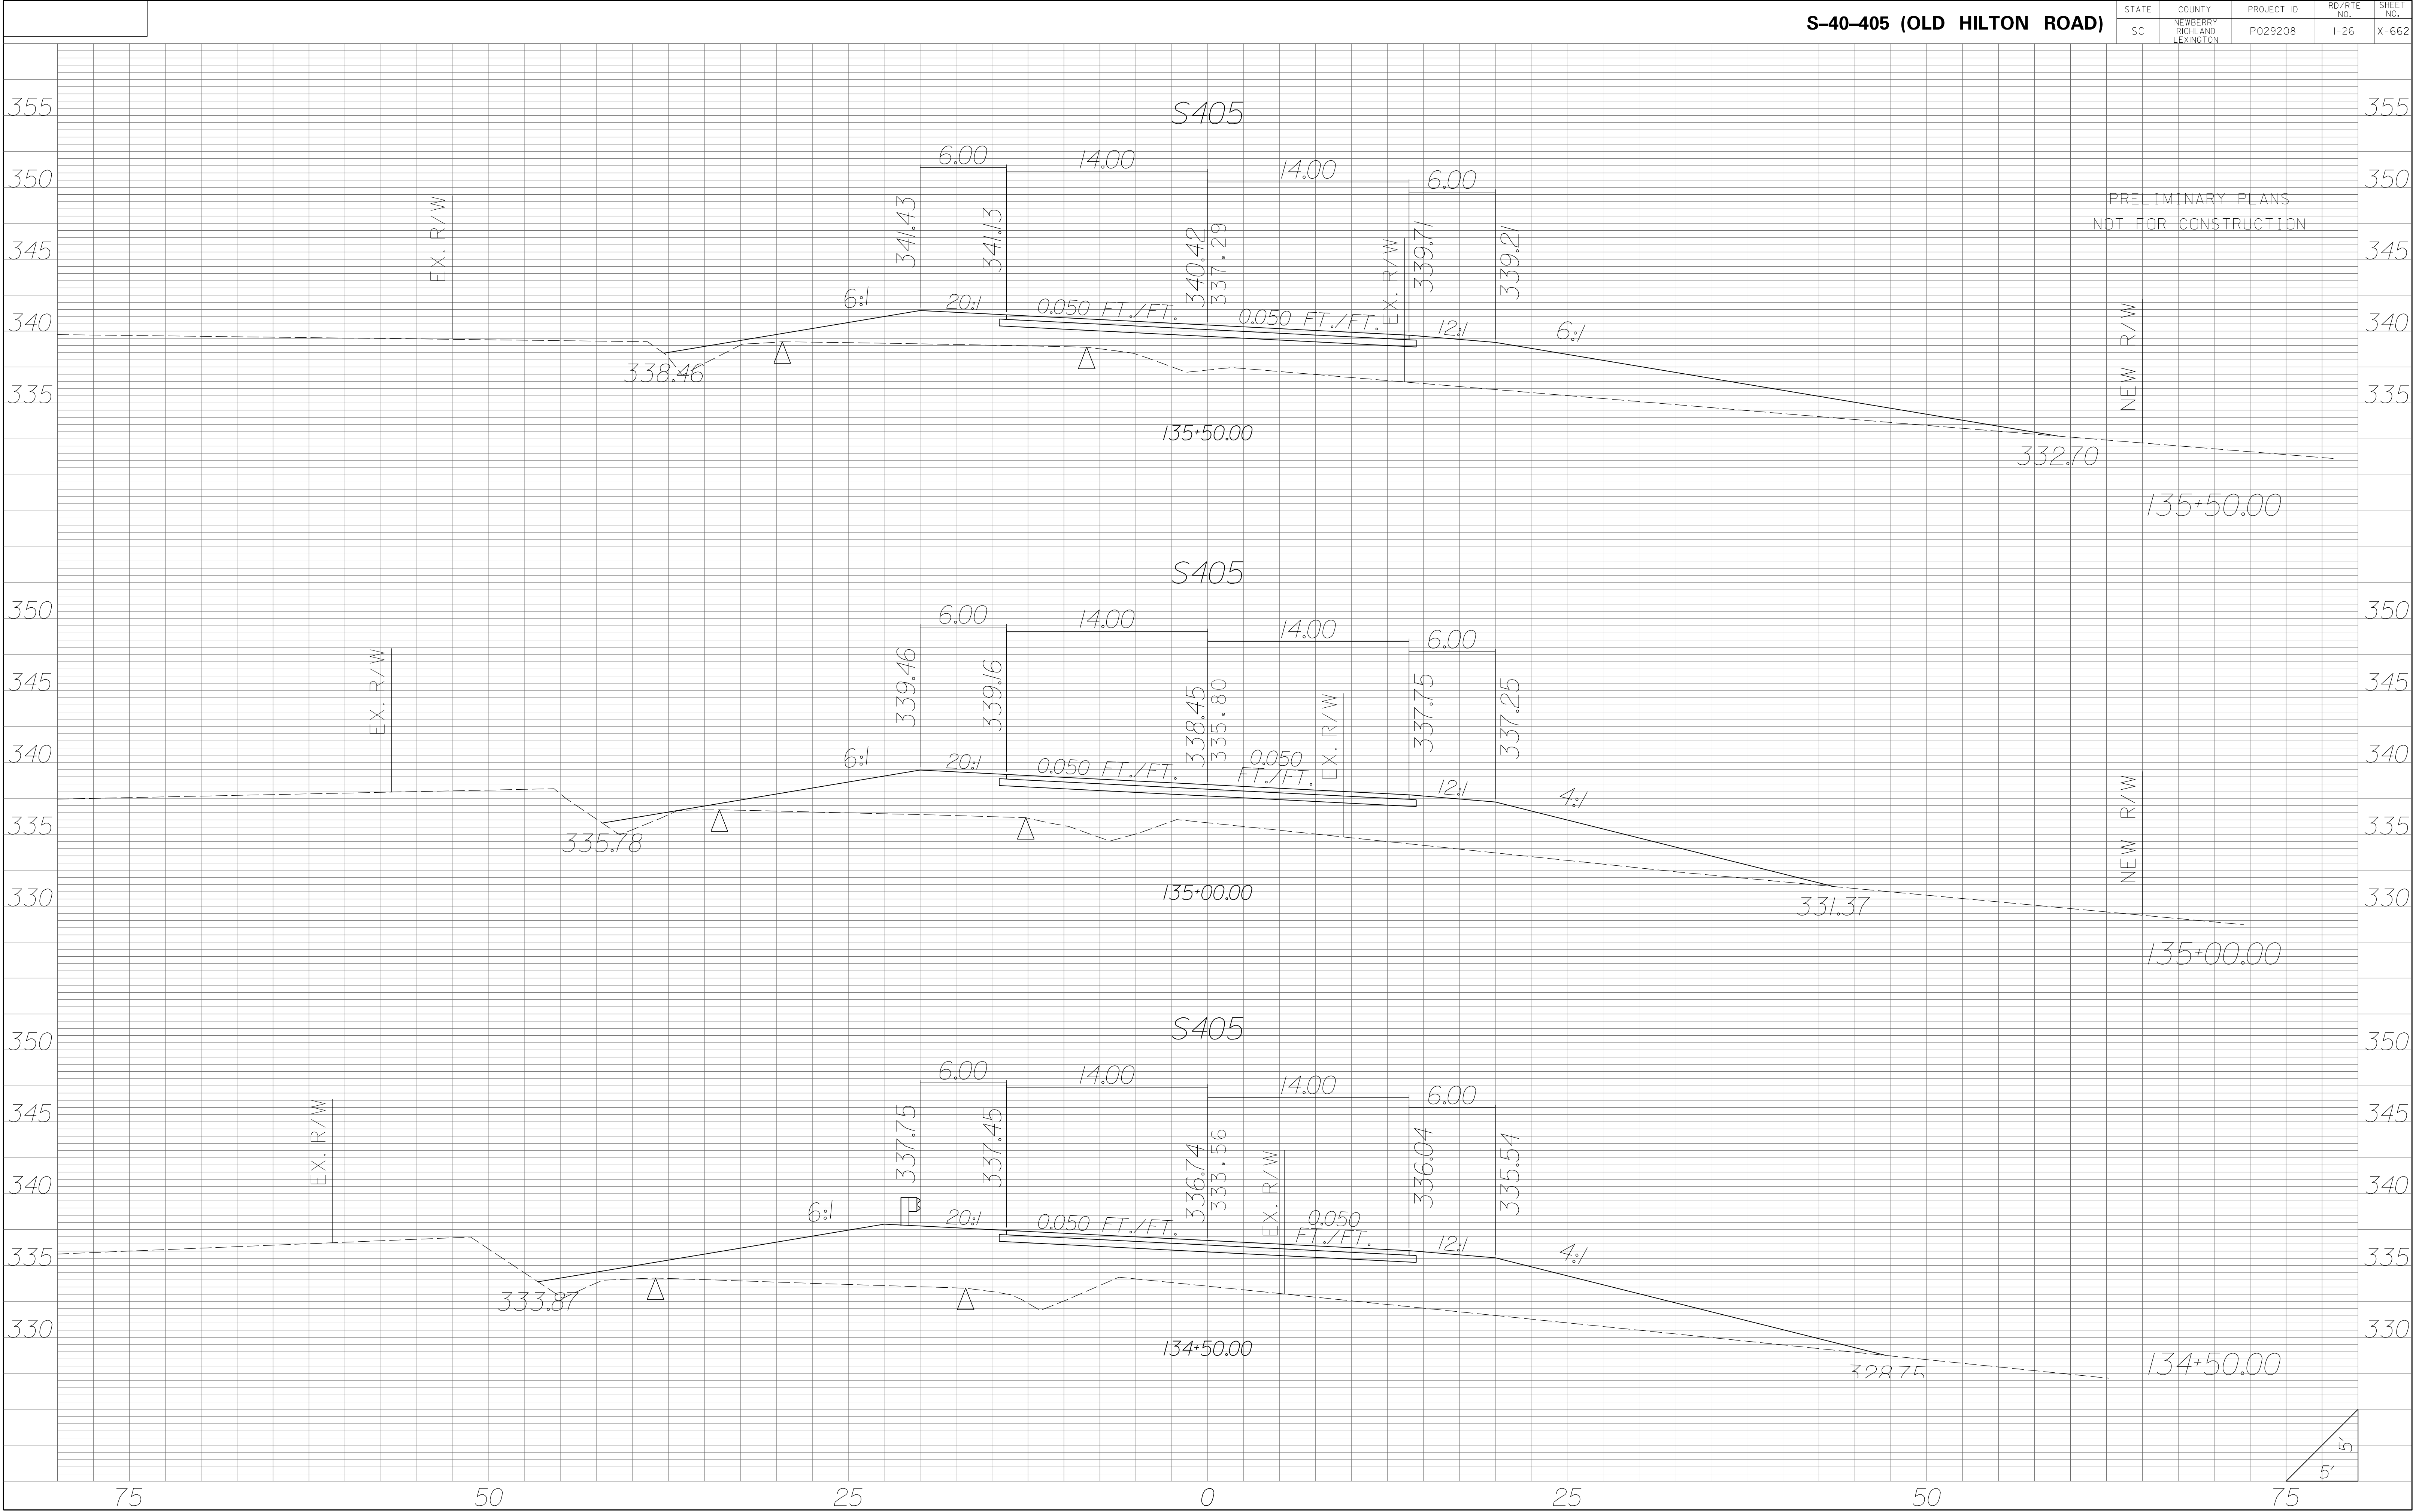 S-40-405 (OLD HILTON ROAD)
STATE COUNTY PROJECT ID RD/RTE NO. SHEET NO.
SC NEWBERRY RICHLAND LEXINGTON P029208 I-26 X-662
PRELIMINARY PLANS
NOT FOR CONSTRUCTION
S405
355 355
350 350
345 345
340 340
335 335
6.00 14.00 14.00 6.00
EX. R/W
341.43
341.13
340.42
337.29
EX. R/W
339.71
339.21
NEW R/W
6:1 20:1 0.050 FT./FT. 0.050 FT./FT. 12:1 6:1
338.46
332.70
135+50.00
135+50.00
S405
350 350
345 345
340 340
335 335
330 330
6.00 14.00 14.00 6.00
EX. R/W
339.46
339.16
338.45
335.80
EX. R/W
337.75
337.25
NEW R/W
6:1 20:1 0.050 FT./FT. 0.050 FT./FT. 12:1 4:1
335.78
331.37
135+00.00
135+00.00
S405
350 350
345 345
340 340
335 335
330 330
6.00 14.00 14.00 6.00
EX. R/W
337.75
337.45
336.74
333.56
EX. R/W
336.04
335.54
6:1 20:1 0.050 FT./FT. 0.050 FT./FT. 12:1 4:1
333.87
328.75
134+50.00
134+50.00
5'
5'
75 50 25 0 25 50 75